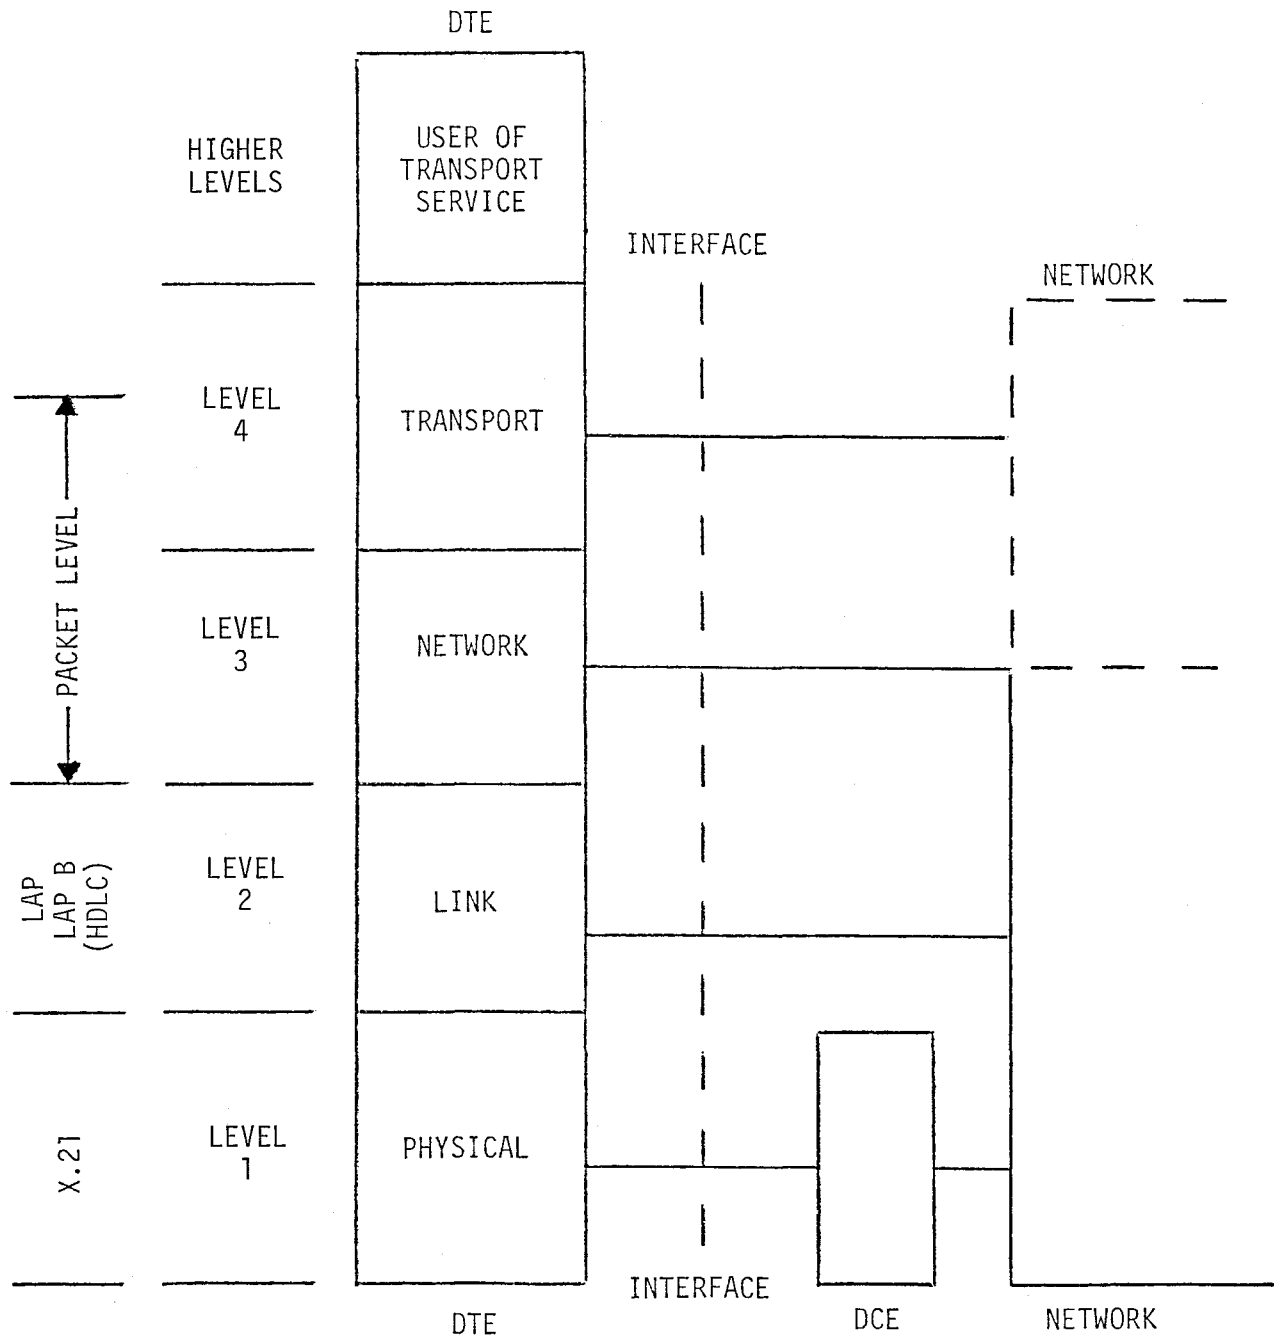 DTE
HIGHER
LEVELS
USER OF
TRANSPORT
SERVICE
INTERFACE
NETWORK
LEVEL
4
TRANSPORT
PACKET LEVEL
LEVEL
3
NETWORK
LAP
LAP B
(HDLC)
LEVEL
2
LINK
X.21
LEVEL
1
PHYSICAL
INTERFACE
DTE
DCE
NETWORK